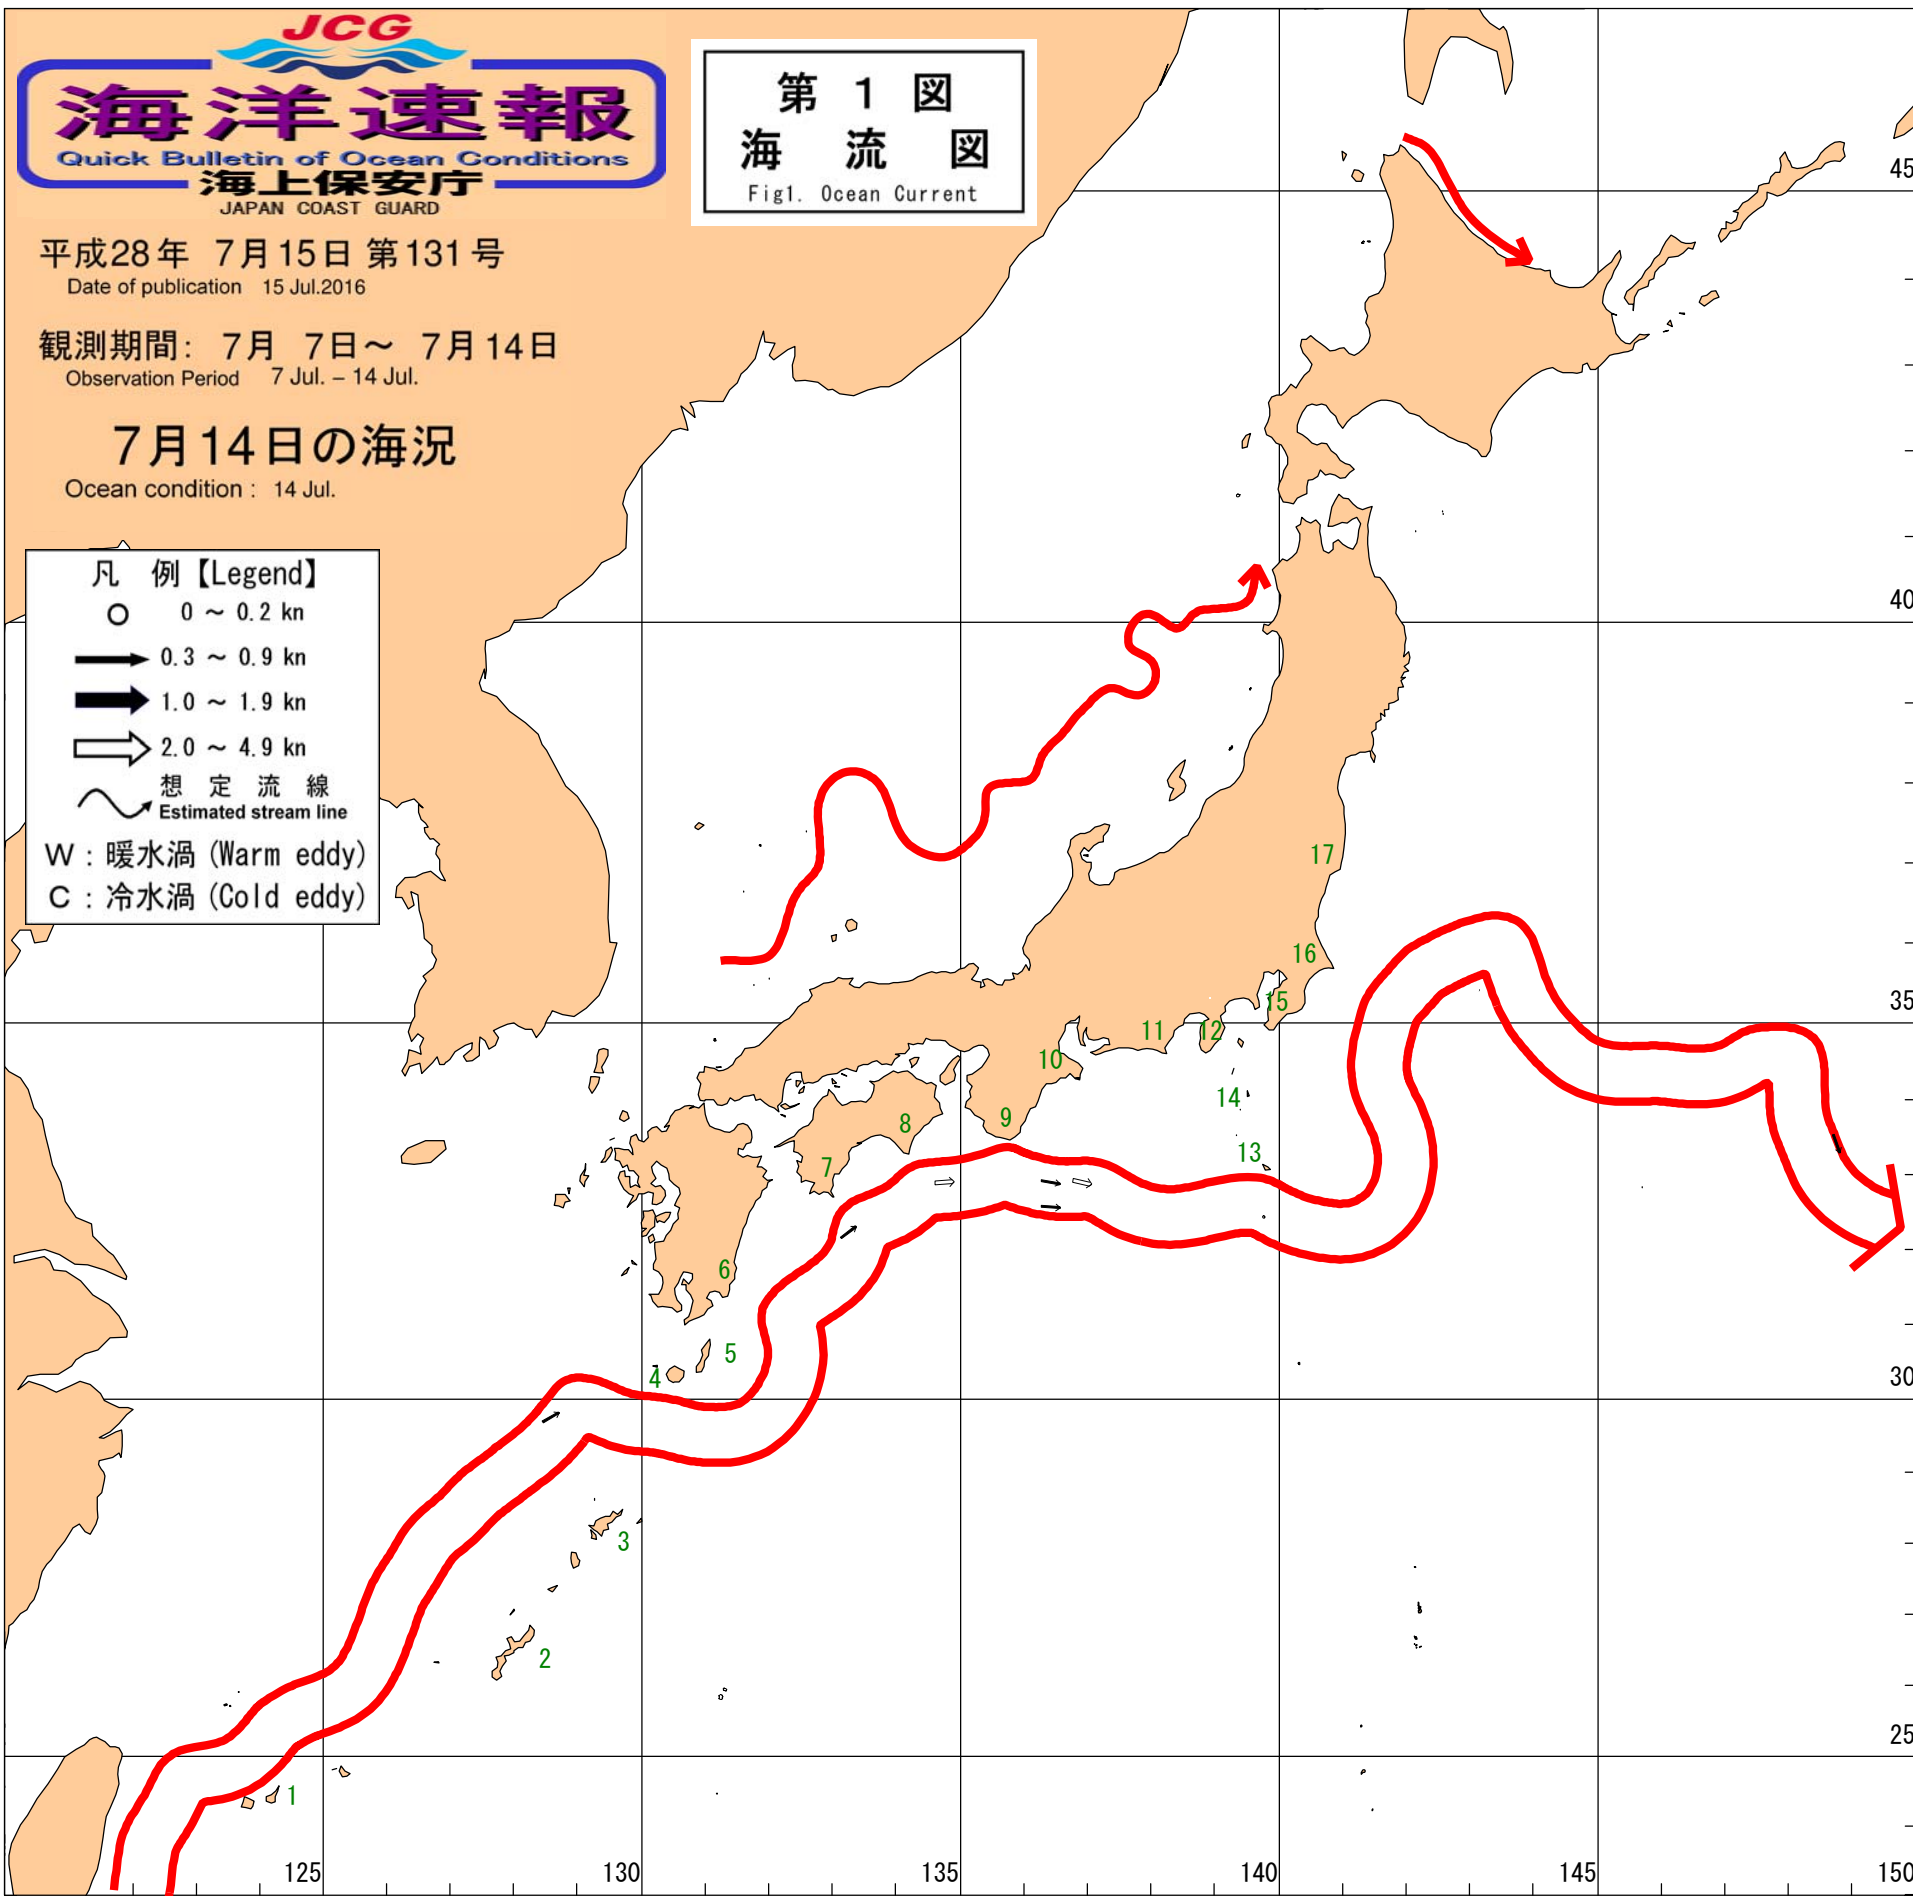 JCG
海洋速報
Quick Bulletin of Ocean Conditions
海上保安庁
JAPAN COAST GUARD
第 1 図
海 流 図
Fig1. Ocean Current
平成28年 7月15日 第131号
Date of publication 15 Jul.2016
観測期間: 7月 7日～ 7月14日
Observation Period 7 Jul. – 14 Jul.
7月14日の海況
Ocean condition : 14 Jul.
凡 例【Legend】
0 ～ 0.2 kn
0.3 ～ 0.9 kn
1.0 ～ 1.9 kn
2.0 ～ 4.9 kn
想 定 流 線
Estimated stream line
W : 暖水渦 (Warm eddy)
C : 冷水渦 (Cold eddy)
45
40
17
16
35
15
12
11
10
14
9
8
13
7
6
5
4
30
3
2
25
1
125
130
135
140
145
150